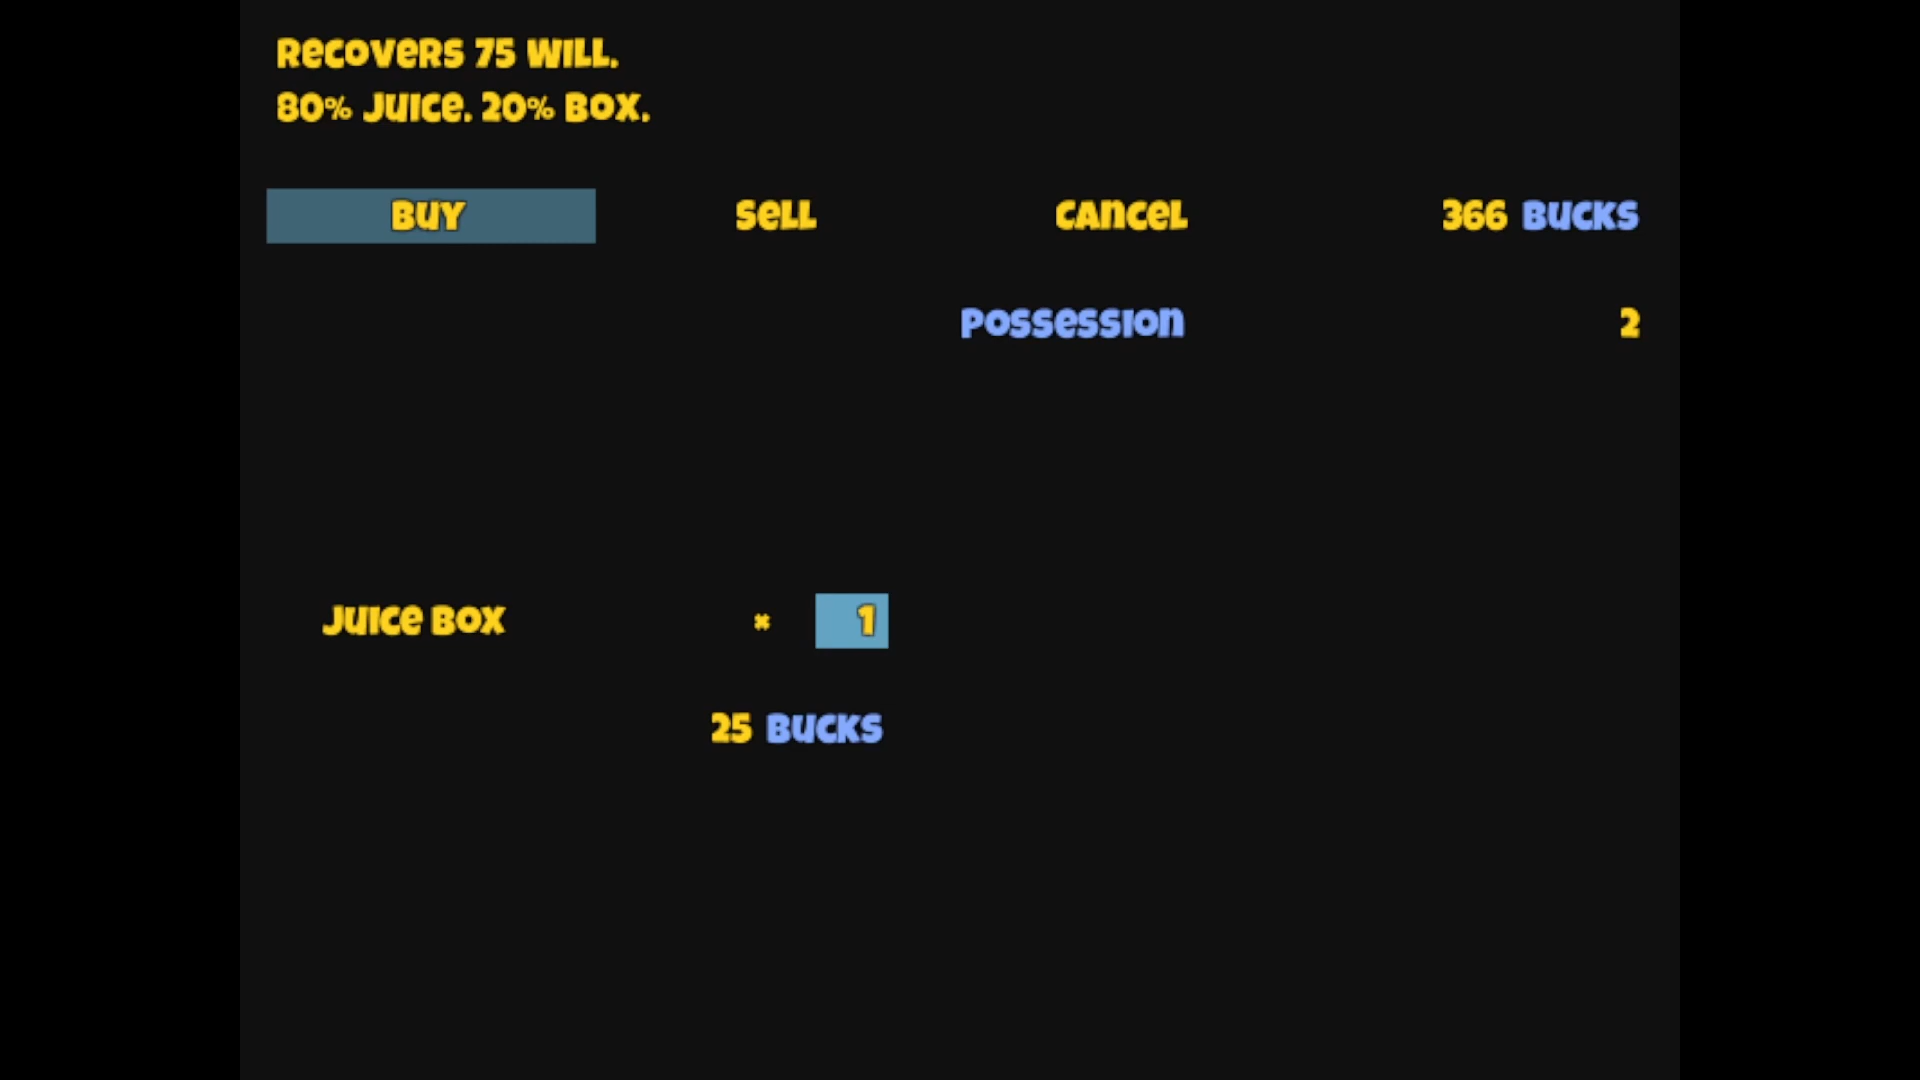 Recovers 75 Will.
80% Juice. 20% Box.
Buy Sell Cancel 366 Bucks
Possession 2
Juice Box × 1
25 Bucks